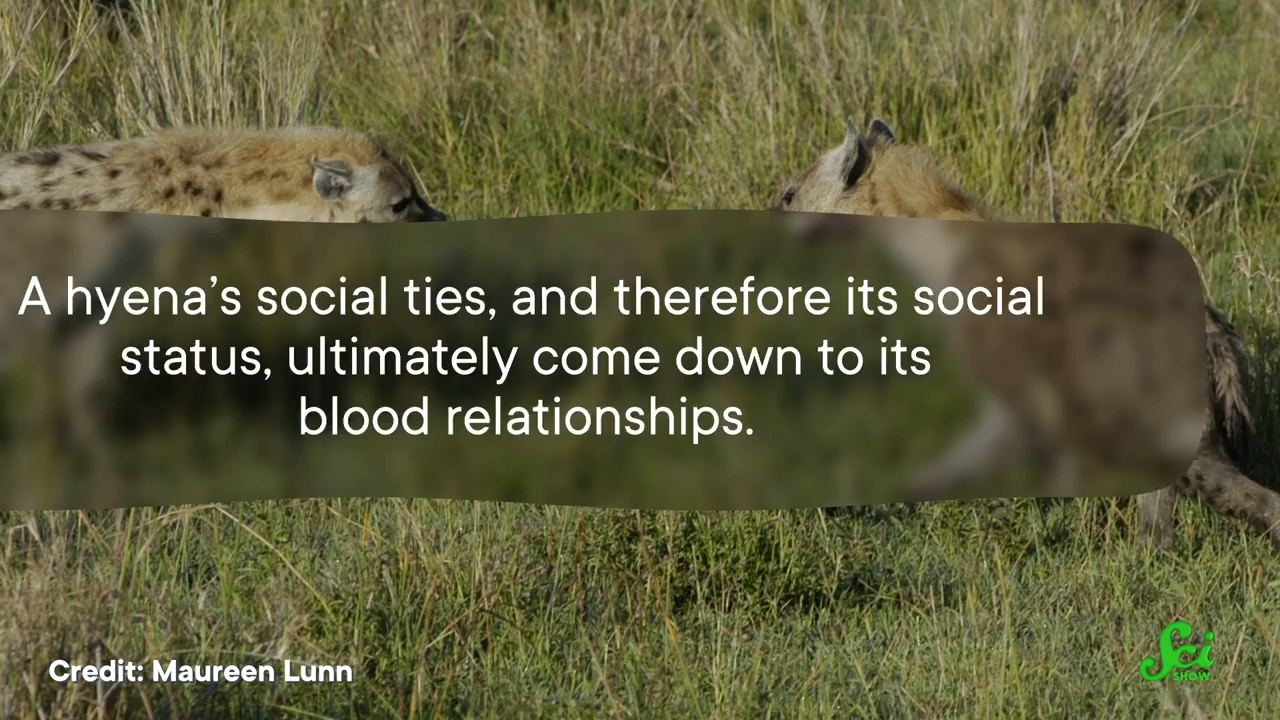 A hyena’s social ties, and therefore its social
status, ultimately come down to its
blood relationships.
Credit: Maureen Lunn
Sci
SHOW